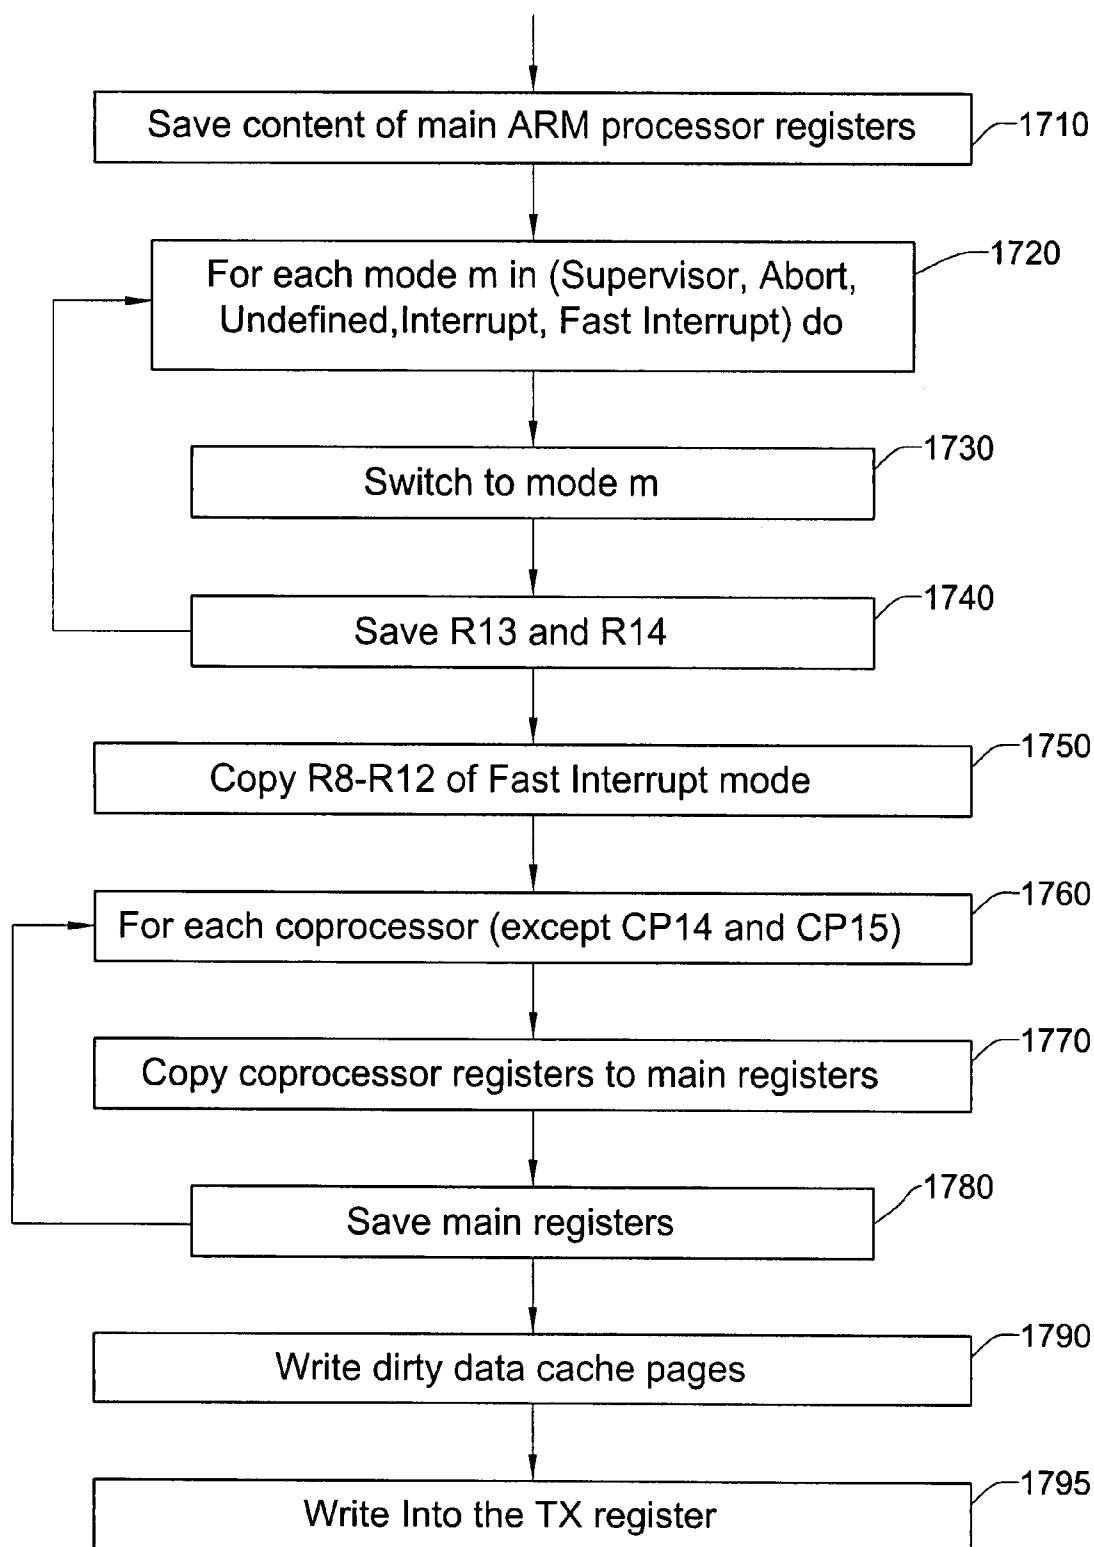 Save content of main ARM processor registers
1710
1720
For each mode m in (Supervisor, Abort,
Undefined,Interrupt, Fast Interrupt) do
1730
Switch to mode m
1740
Save R13 and R14
1750
Copy R8-R12 of Fast Interrupt mode
1760
For each coprocessor (except CP14 and CP15)
1770
Copy coprocessor registers to main registers
1780
Save main registers
1790
Write dirty data cache pages
1795
Write Into the TX register